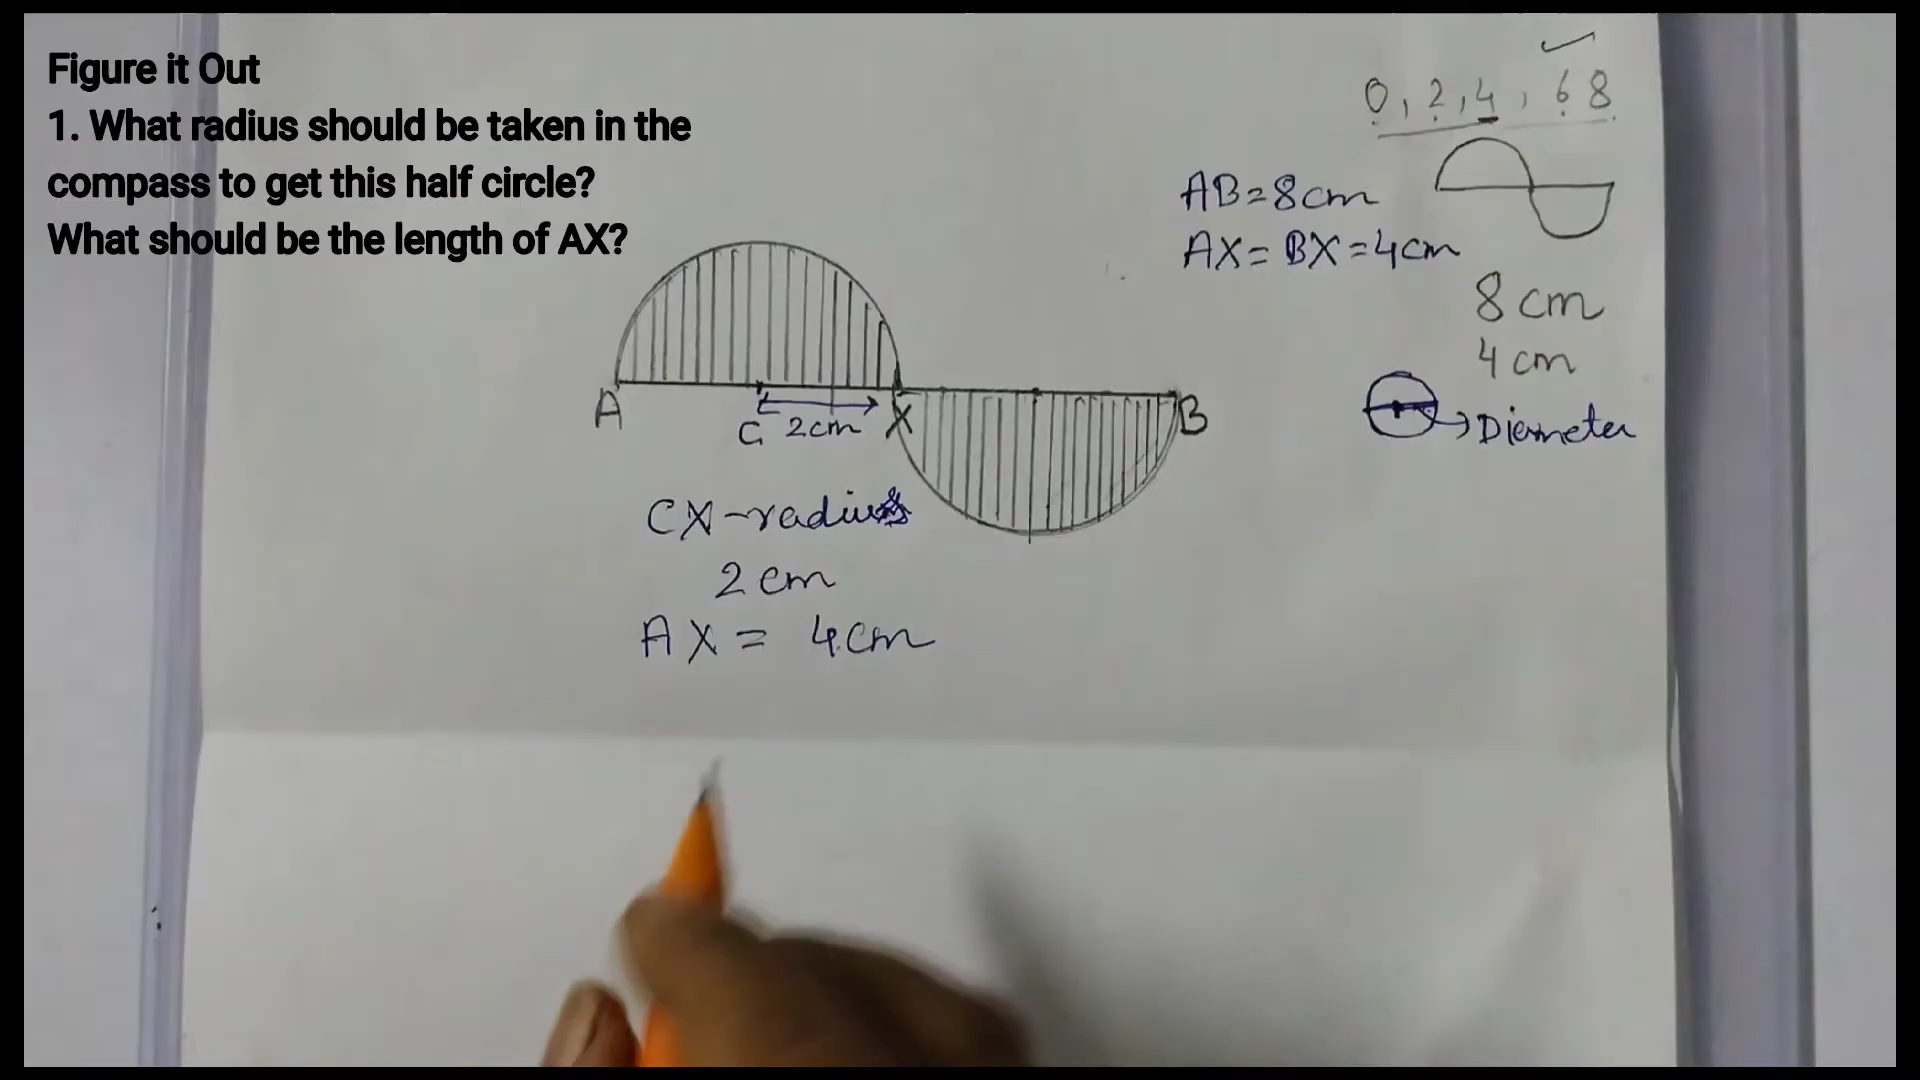 Figure it Out
1. What radius should be taken in the
compass to get this half circle?
What should be the length of AX?
0, 2, 4, 6 8
AB=8cm
AX= BX=4cm
8 cm
4 cm
Diemeter
A
C
2cm
X
B
CX-radius
2 cm
AX = 4cm